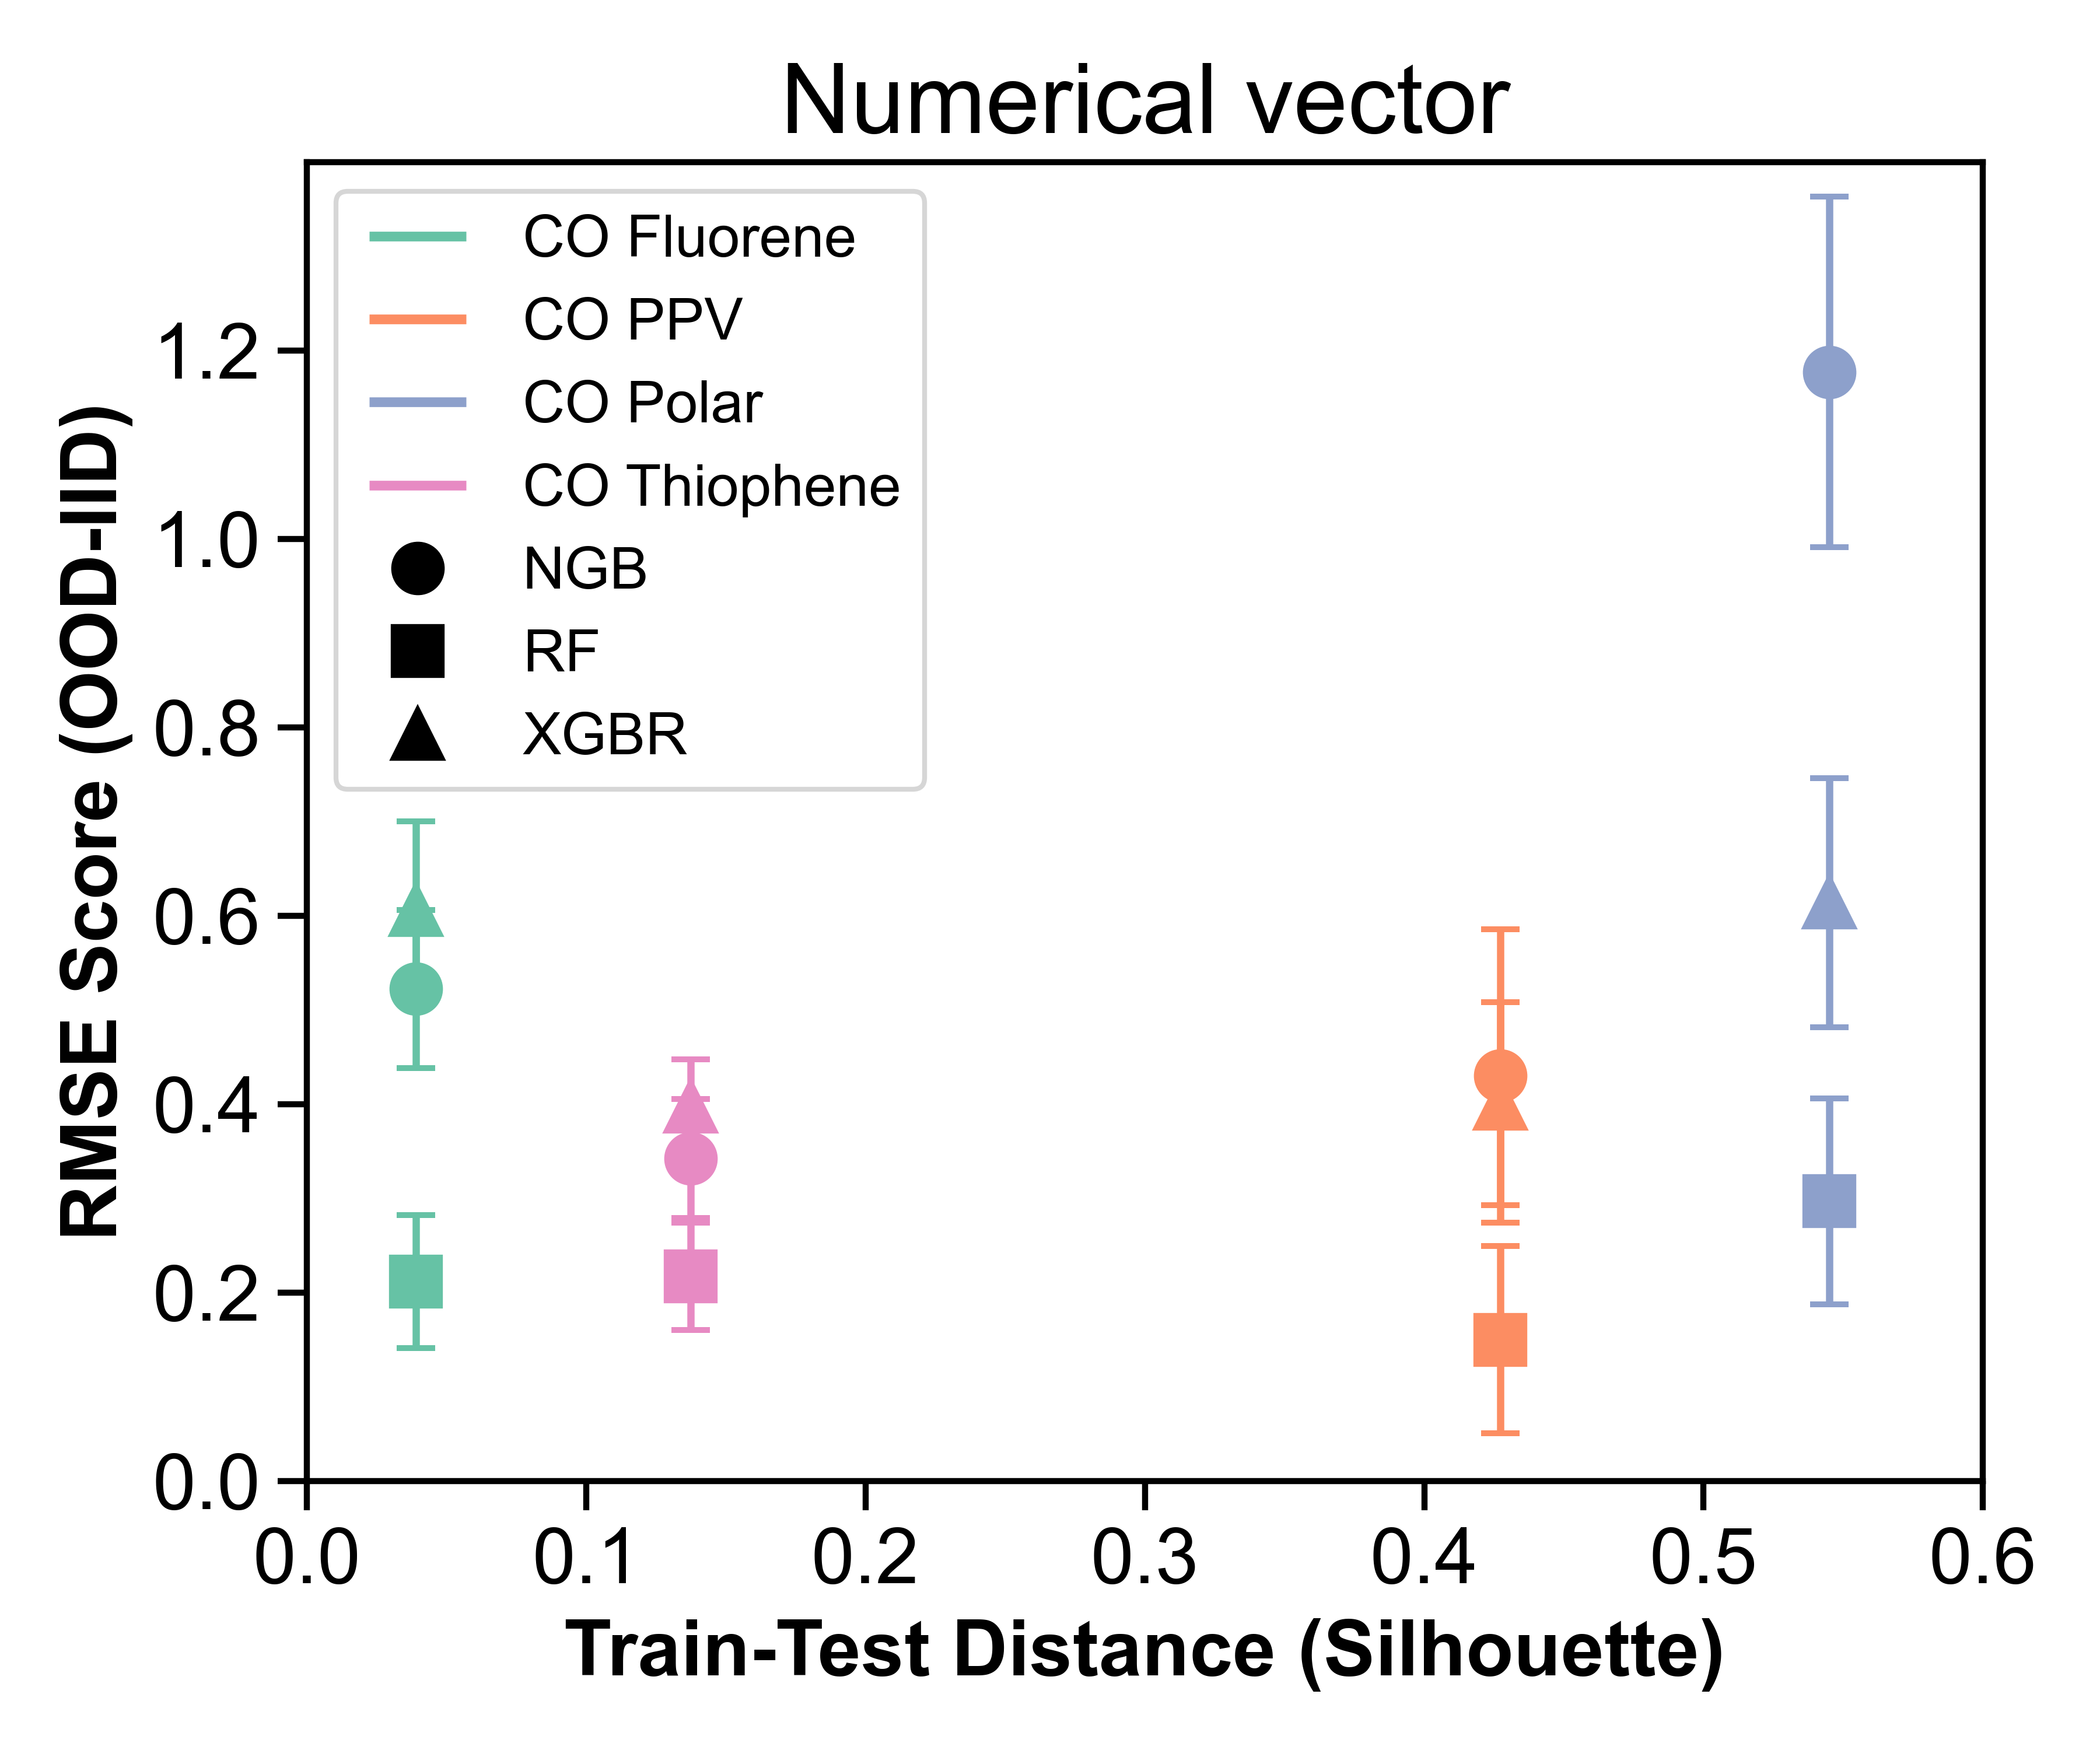 Numerical vector
CO Fluorene
CO PPV
CO Polar
CO Thiophene
NGB
RF
XGBR
RMSE Score (OOD-IID)
1.2
1.0
0.8
0.6
0.4
0.2
0.0
0.0 0.1 0.2 0.3 0.4 0.5 0.6
Train-Test Distance (Silhouette)